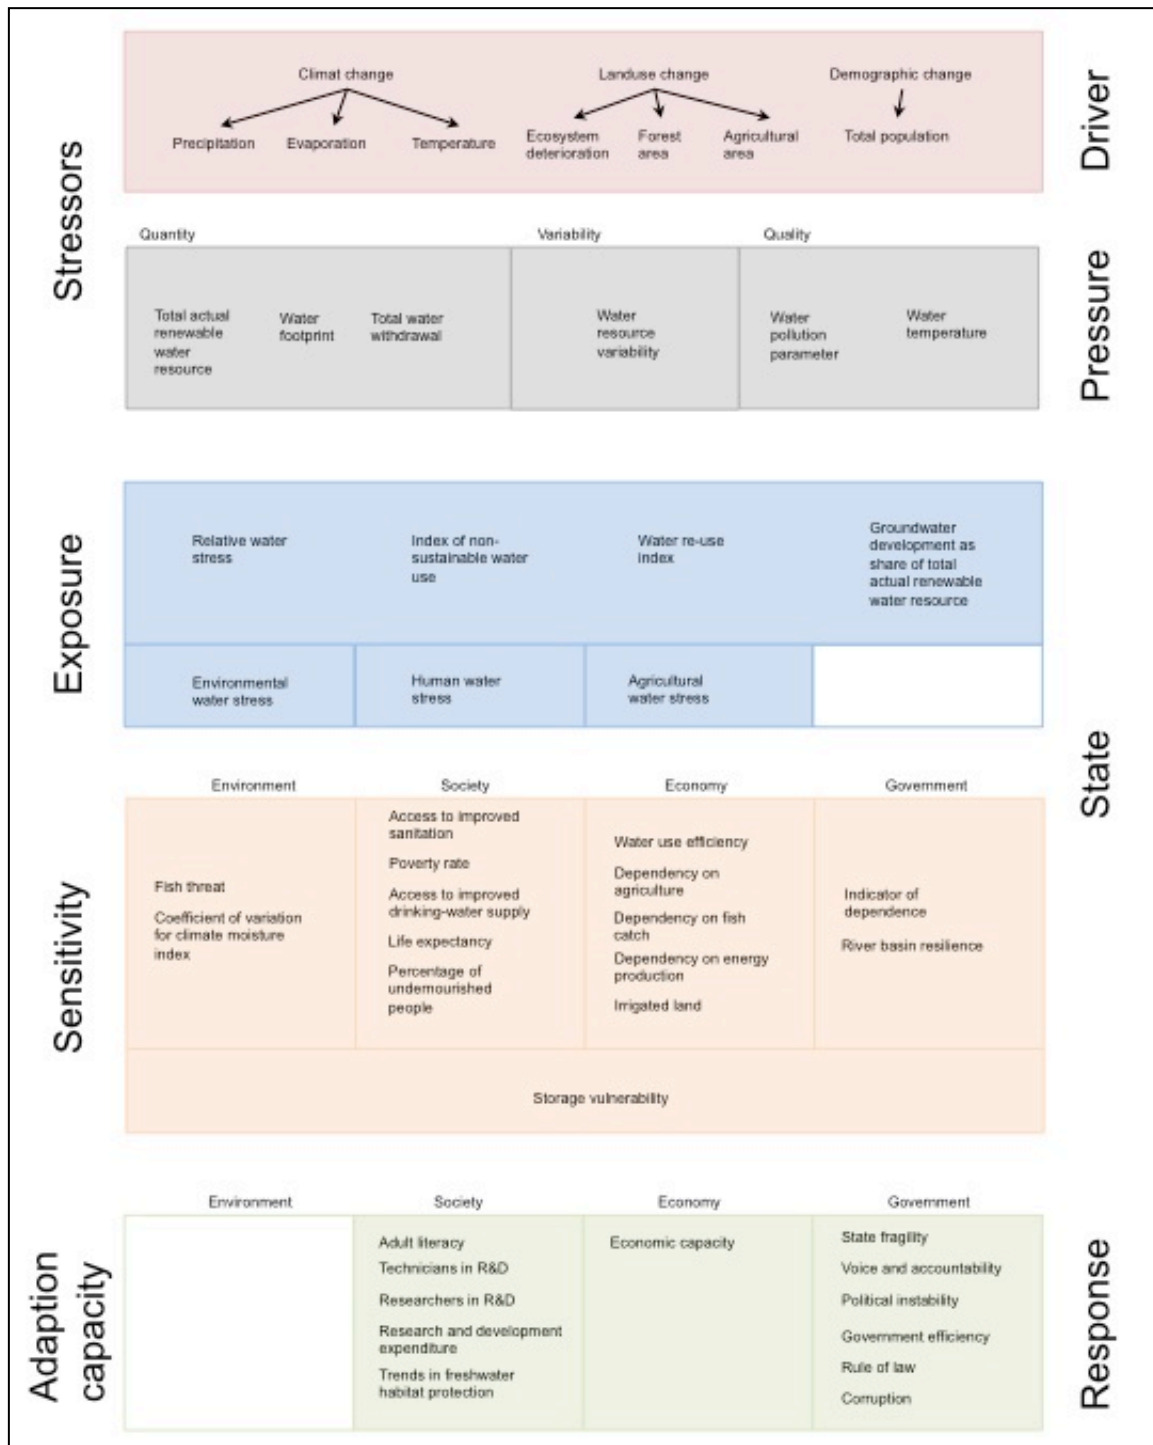 Stressors
Driver
Climat change
Landuse change
Demographic change
Precipitation
Evaporation
Temperature
Ecosystem
deterioration
Forest
area
Agricultural
area
Total population
Pressure
Quantity
Variability
Quality
Total actual
renewable
water
resource
Water
footprint
Total water
withdrawal
Water
resource
variability
Water
pollution
parameter
Water
temperature
Exposure
State
Relative water
stress
Index of non-
sustainable water
use
Water re-use
index
Groundwater
development as
share of total
actual renewable
water resource
Environmental
water stress
Human water
stress
Agricultural
water stress
Sensitivity
Environment
Society
Economy
Government
Fish threat
Coefficient of variation
for climate moisture
index
Access to improved
sanitation
Poverty rate
Access to improved
drinking-water supply
Life expectancy
Percentage of
undernourished
people
Water use efficiency
Dependency on
agriculture
Dependency on fish
catch
Dependency on energy
production
Irrigated land
Indicator of
dependence
River basin resilience
Storage vulnerability
Adaption
capacity
Response
Environment
Society
Economy
Government
Adult literacy
Technicians in R&D
Researchers in R&D
Research and development
expenditure
Trends in freshwater
habitat protection
Economic capacity
State fragility
Voice and accountability
Political instability
Government efficiency
Rule of law
Corruption